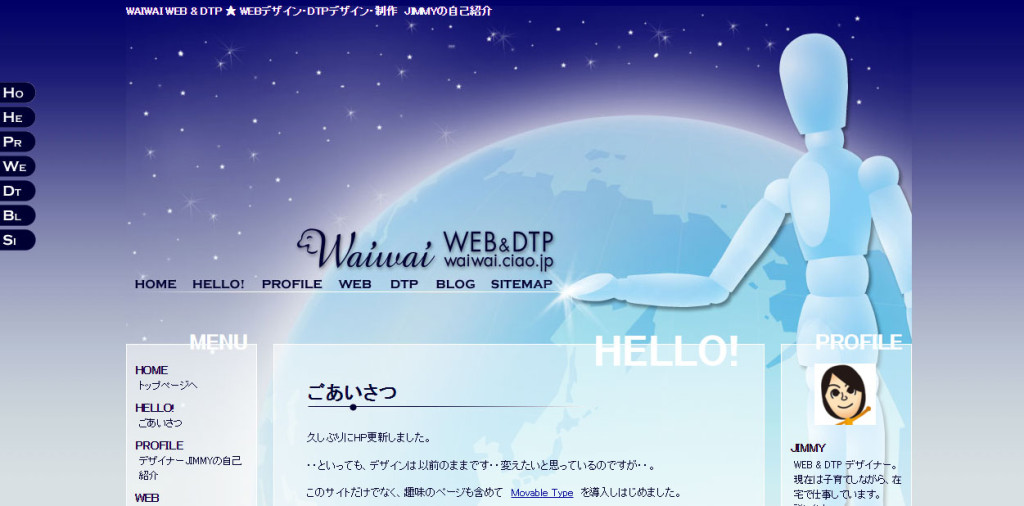 WAIWAI WEB & DTP ★ WEBデザイン・DTPデザイン・制作 JIMMYの自己紹介
HO
HE
PR
WE
DT
BL
SI
Waiwai WEB&DTP
waiwai.ciao.jp
HOME HELLO! PROFILE WEB DTP BLOG SITEMAP
MENU
HOME
トップページへ
HELLO!
ごあいさつ
PROFILE
デザイナーJIMMYの自己
紹介
WEB
HELLO!
ごあいさつ
久しぶりにHP更新しました。
・・といっても、デザインは以前のままです・・変えたいと思っているのですが・・。
このサイトだけでなく、趣味のページも含めて Movable Type を導入しはじめました。
PROFILE
JIMMY
WEB & DTP デザイナー。
現在は子育てしながら、在
宅で仕事しています。